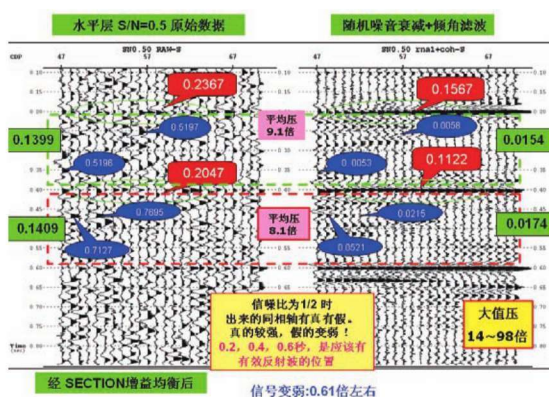 水平层 S/N=0.5 原始数据
随机噪音衰减+倾角滤波
SN0.50 RAW-S
SN0.50 rna1+coh-S
CDP 47 57 67
47 57 67
0.2367
0.1567
0.5197
平均压
9.1倍
0.0058
0.1399
0.0154
0.5196
0.0053
0.2047
0.1122
0.7695
平均压
8.1倍
0.0215
0.1409
0.0174
0.7127
0.0521
信噪比为1/2 时
出来的同相轴有真有假。
真的较强，假的变弱！
0.2，0.4，0.6秒，是应该有
有效反射波的位置
大值压
14～98倍
Time
经 SECTION增益均衡后
信号变弱:0.61倍左右